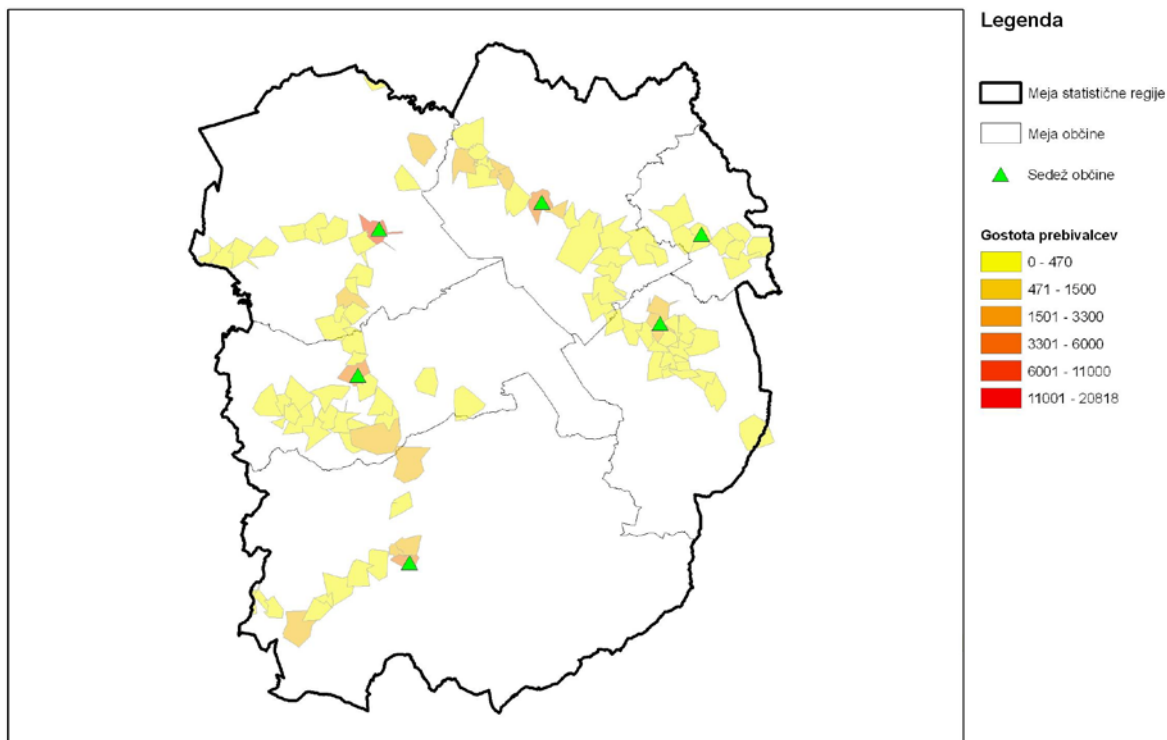 Legenda
Meja statistične regije
Meja občine
Sedež občine
Gostota prebivalcev
0 - 470
471 - 1500
1501 - 3300
3301 - 6000
6001 - 11000
11001 - 20818